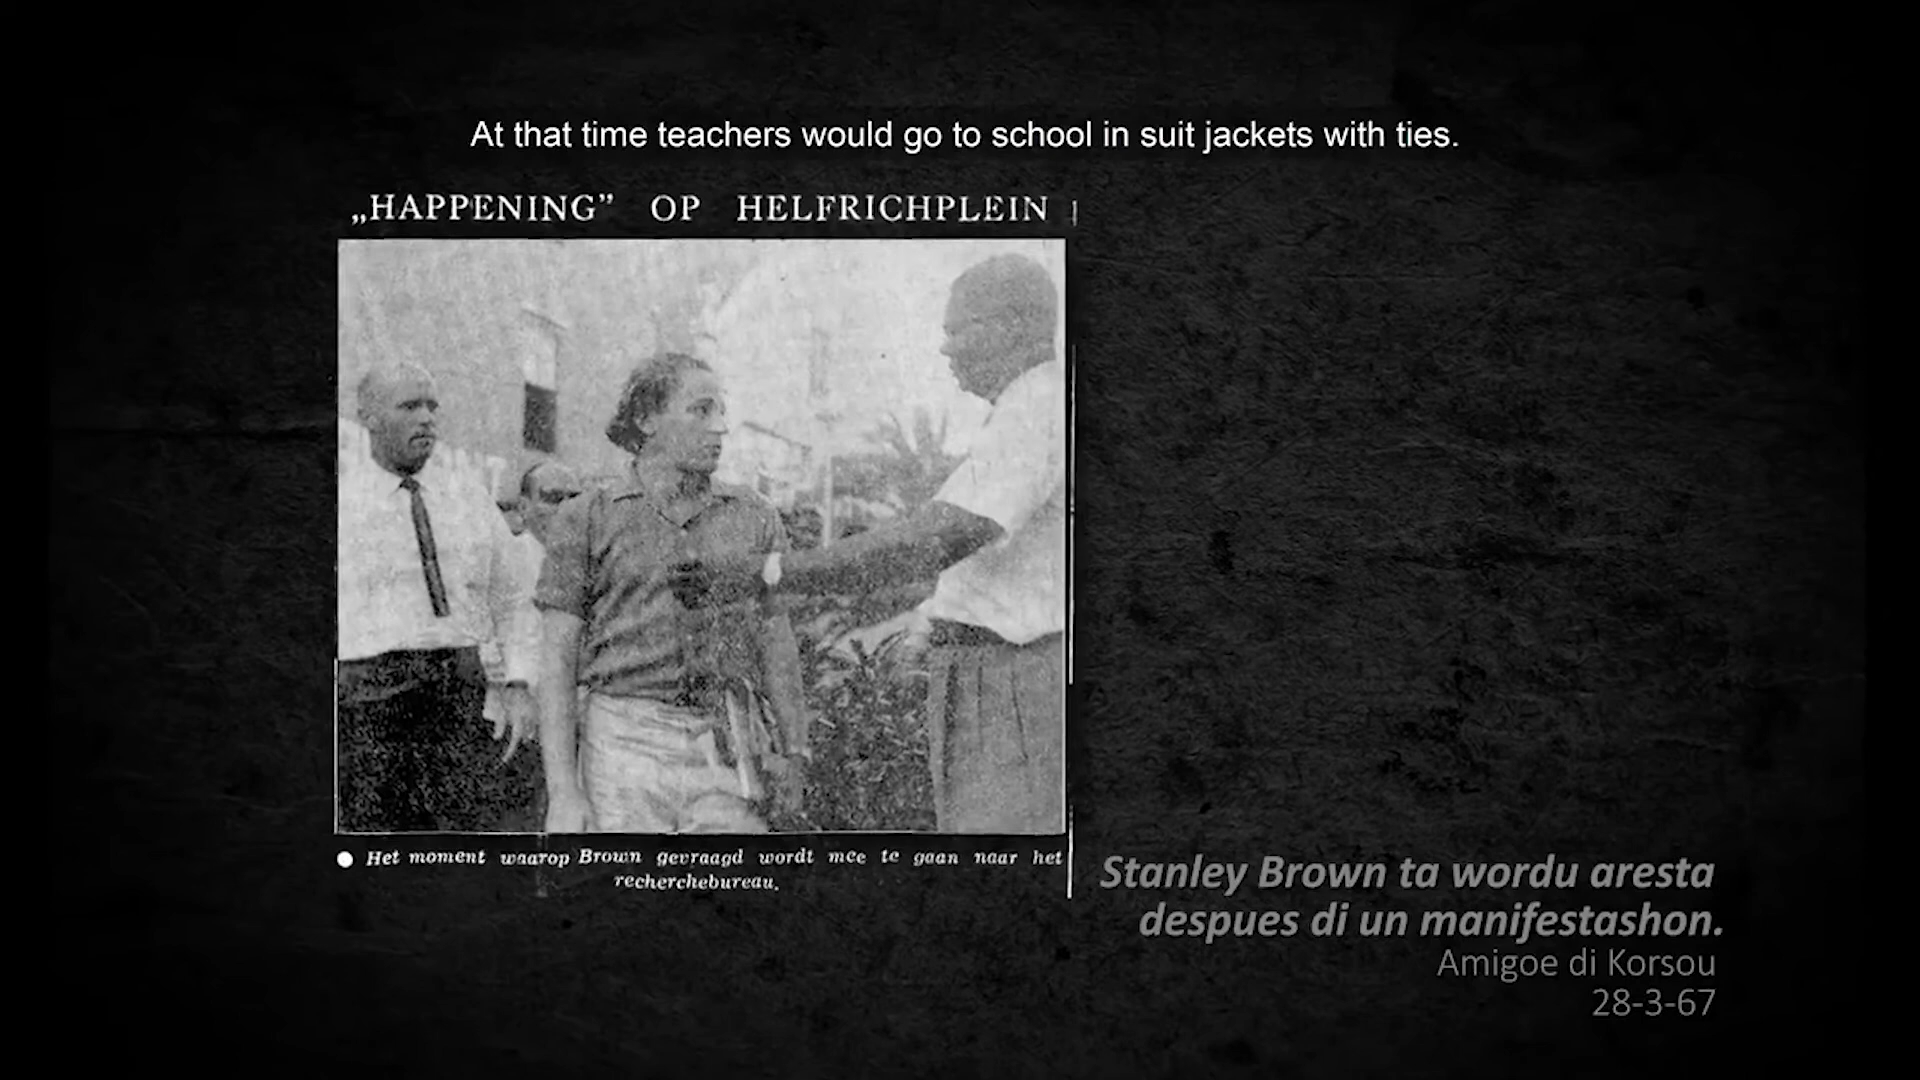 At that time teachers would go to school in suit jackets with ties.
„HAPPENING” OP HELFRICHPLEIN
Het moment waarop Brown gevraagd wordt mee te gaan naar het
recherchebureau.
Stanley Brown ta wordu aresta
despues di un manifestashon.
Amigoe di Korsou
28-3-67